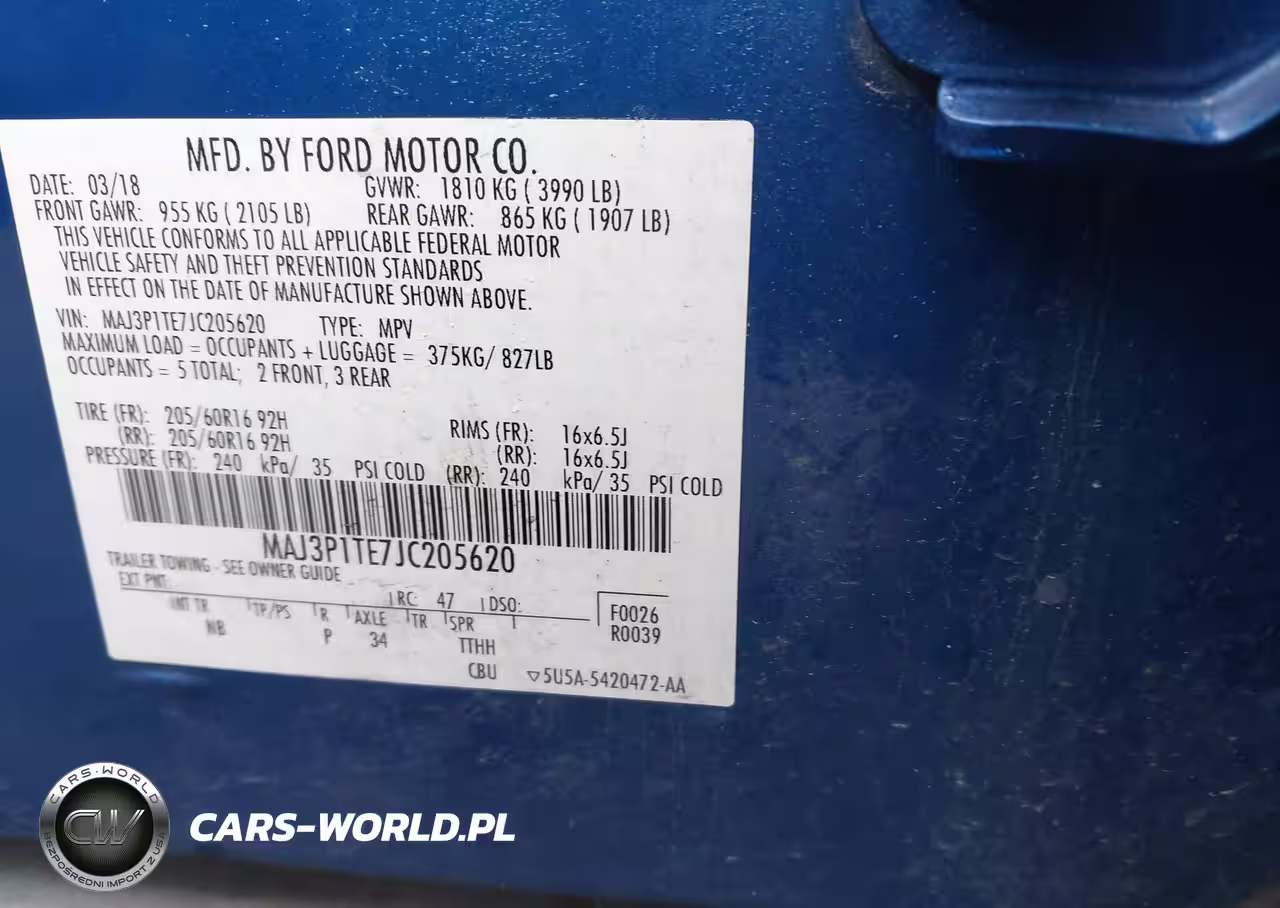 MFD. BY FORD MOTOR CO.
DATE: 03/18 GVWR: 1810 KG ( 3990 LB)
FRONT GAWR: 955 KG ( 2105 LB) REAR GAWR: 865 KG ( 1907 LB)
THIS VEHICLE CONFORMS TO ALL APPLICABLE FEDERAL MOTOR
VEHICLE SAFETY AND THEFT PREVENTION STANDARDS
IN EFFECT ON THE DATE OF MANUFACTURE SHOWN ABOVE.
VIN: MAJ3P1TE7JC205620 TYPE: MPV
MAXIMUM LOAD = OCCUPANTS + LUGGAGE = 375KG/ 827LB
OCCUPANTS = 5 TOTAL; 2 FRONT, 3 REAR
TIRE (FR): 205/60R16 92H RIMS (FR): 16x6.5J
(RR): 205/60R16 92H (RR): 16x6.5J
PRESSURE (FR): 240 kPa/ 35 PSI COLD (RR): 240 kPa/ 35 PSI COLD
MAJ3P1TE7JC205620
TRAILER TOWING - SEE OWNER GUIDE
EXT PNT: RC: 47 DSO: F0026
INT TR TP/PS R AXLE TR SPR R0039
NB P 34 TTHH
CBU ▽5U5A-5420472-AA
CARS-WORLD
CW
BEZPOŚREDNI IMPORT Z USA
CARS-WORLD.PL